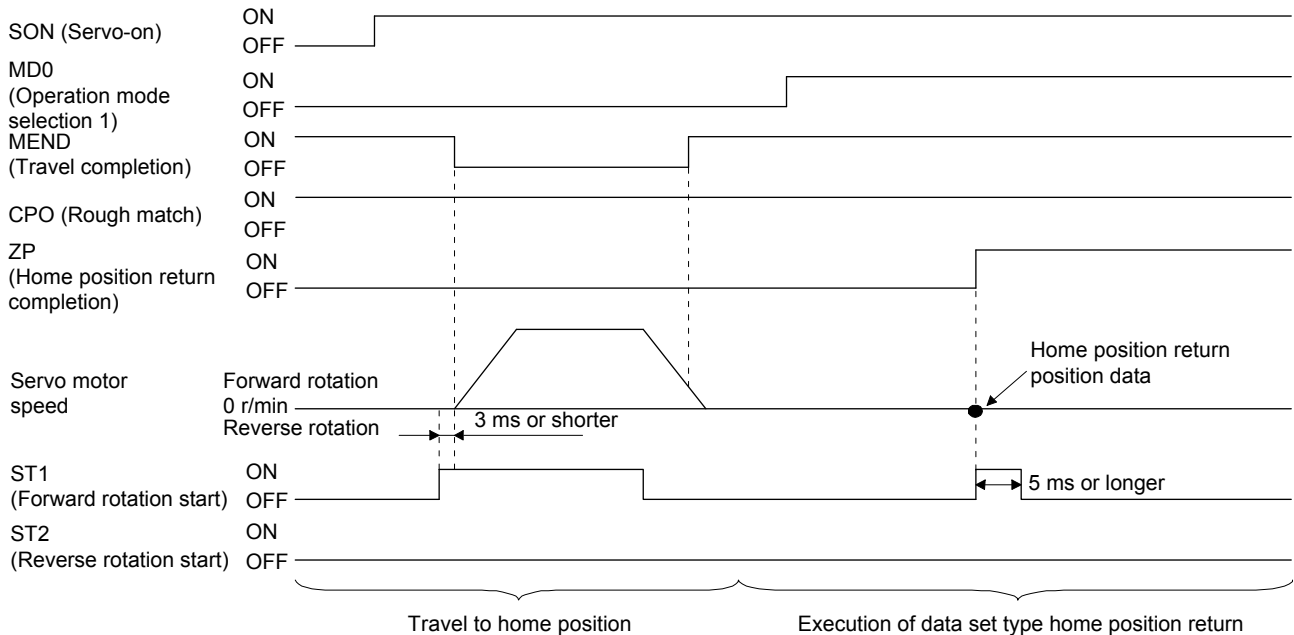 SON (Servo-on)
ON
OFF
MD0
(Operation mode
selection 1)
ON
OFF
MEND
(Travel completion)
ON
OFF
CPO (Rough match)
ON
OFF
ZP
(Home position return
completion)
ON
OFF
Home position return
position data
Servo motor
speed
Forward rotation
0 r/min
Reverse rotation
3 ms or shorter
ST1
(Forward rotation start)
ON
OFF
5 ms or longer
ST2
(Reverse rotation start)
ON
OFF
Travel to home position
Execution of data set type home position return